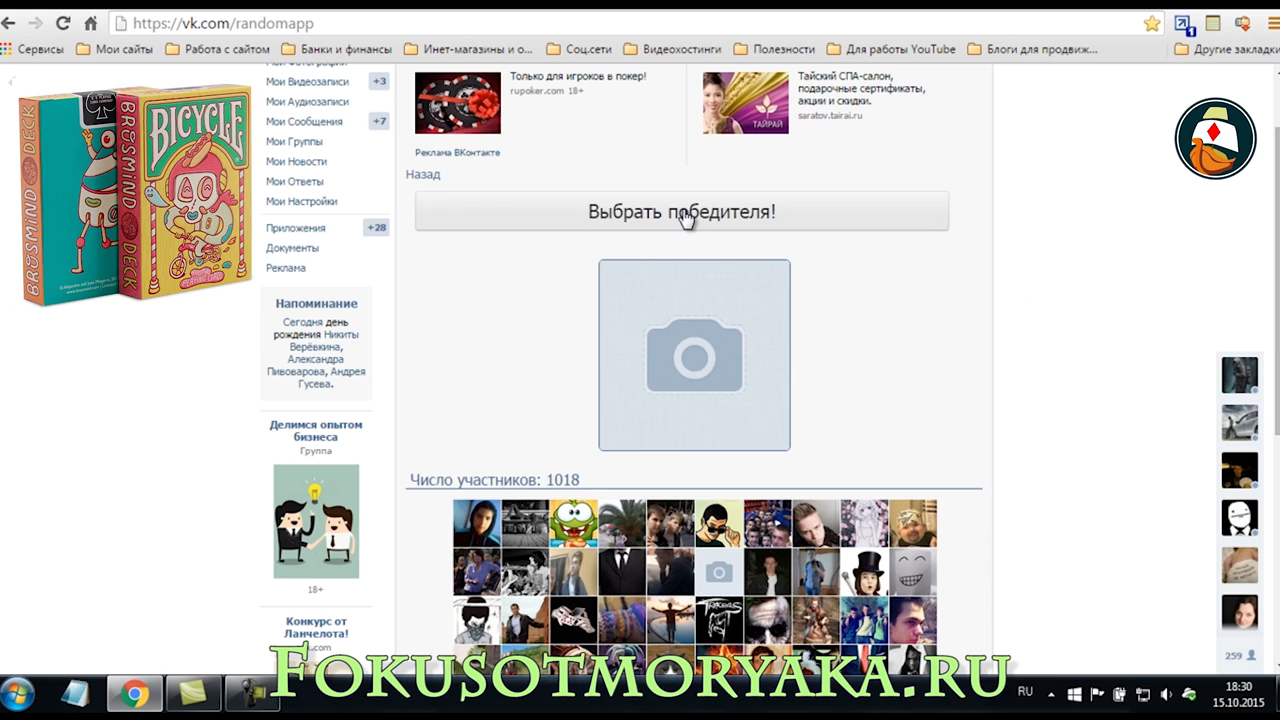 https://vk.com/randomapp
Сервисы
Мои сайты
Работа с сайтом
Банки и финансы
Инет-магазины и о...
Соц.сети
Видеохостинги
Полезности
Для работы YouTube
Блоги для продвиж...
Другие закладки
Мои Видеозаписи +3
Мои Аудиозаписи
Мои Сообщения +7
Мои Группы
Мои Новости
Мои Ответы
Мои Настройки
Приложения +28
Документы
Реклама
Напоминание
Сегодня день
рождения Никиты
Верёвкина,
Александра
Пивоварова, Андрея
Гусева.
Делимся опытом
бизнеса
Группа
18+
Конкурс от
Ланчелота!
Только для игроков в покер!
rupoker.com 18+
Тайский СПА-салон,
подарочные сертификаты,
акции и скидки.
saratov.tairai.ru
ТАЙРАЙ
Реклама ВКонтакте
Назад
Выбрать победителя!
Число участников: 1018
BROSMIND DECK
BROSMIND DECK
BICYCLE
259
Fokusotmoryaka.ru
RU
18:30
15.10.2015
1